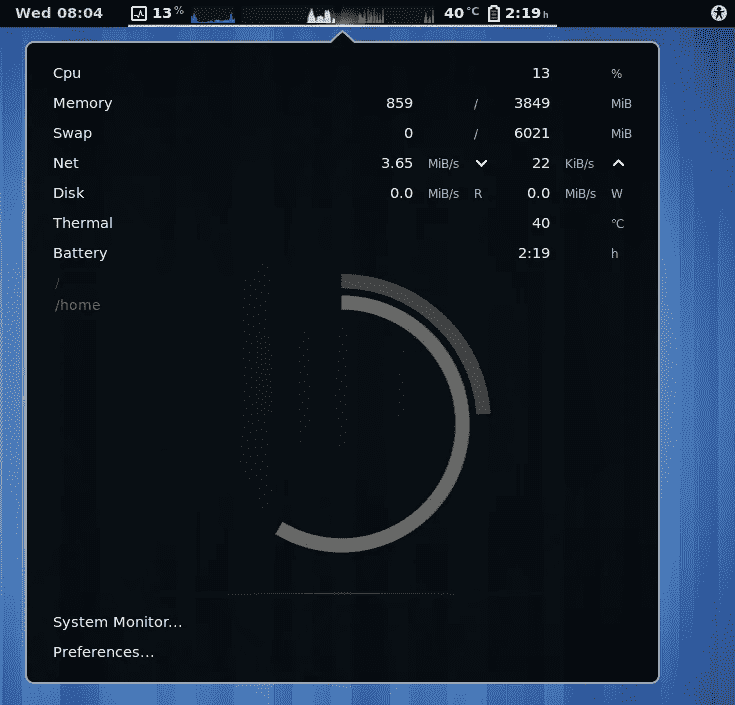 Wed 08:04 13 % 40 °C 2:19 h
Cpu 13 %
Memory 859 / 3849 MiB
Swap 0 / 6021 MiB
Net 3.65 MiB/s 22 KiB/s
Disk 0.0 MiB/s R 0.0 MiB/s W
Thermal 40 °C
Battery 2:19 h
/
/home
System Monitor...
Preferences...